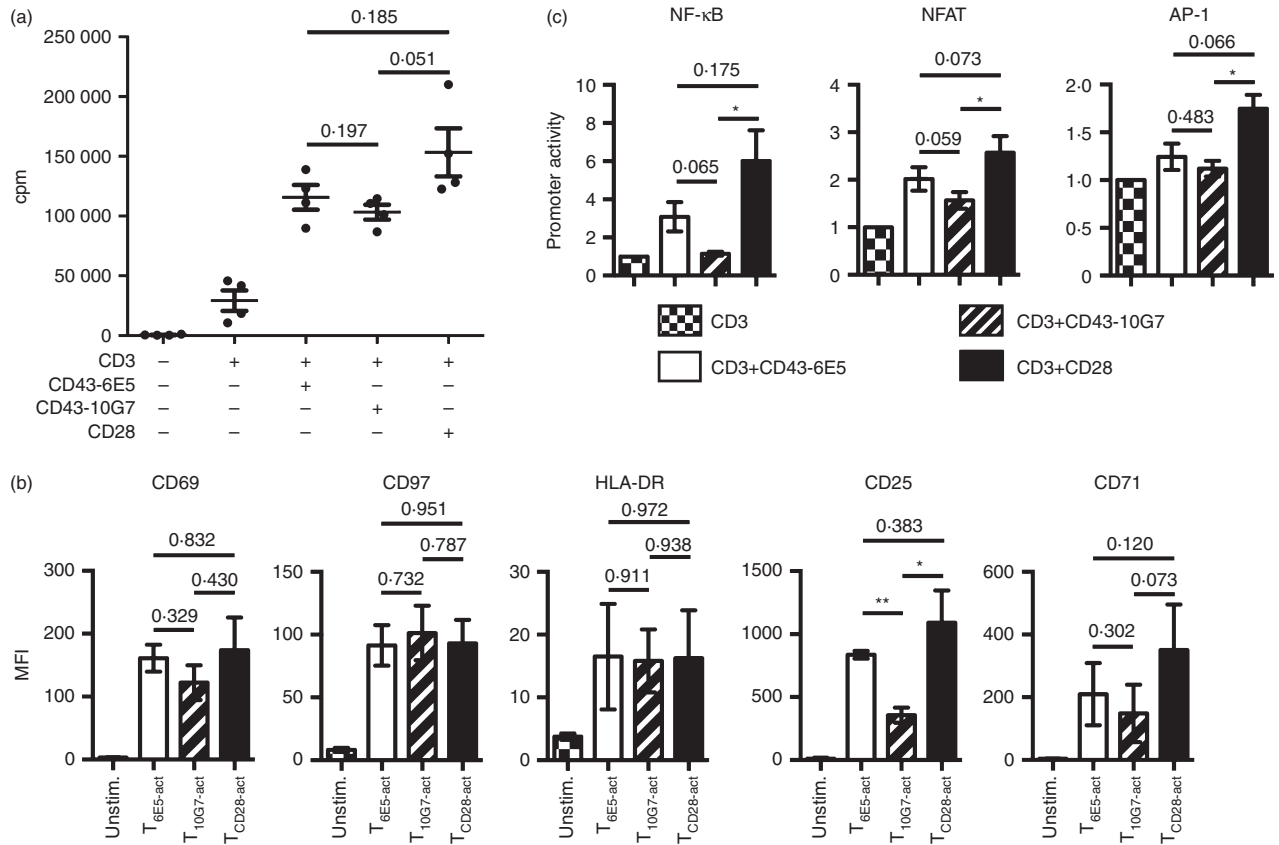 (a)
cpm
250 000
200 000
150 000
100 000
50 000
0
0·185
0·051
0·197
CD3 – + + + +
CD43-6E5 – – + – –
CD43-10G7 – – – + –
CD28 – – – – +
(c)
NF-κB
NFAT
AP-1
Promoter activity
10
8
6
4
2
0
0·175
*
0·065
4
3
2
1
0
0·073
*
0·059
2·0
1·5
1·0
0·5
0
0·066
*
0·483
CD3
CD3+CD43-10G7
CD3+CD43-6E5
CD3+CD28
(b)
MFI
CD69
0·832
0·430
0·329
300
200
100
0
Unstim.
T6E5-act
T10G7-act
TCD28-act
CD97
0·951
0·787
0·732
150
100
50
0
Unstim.
T6E5-act
T10G7-act
TCD28-act
HLA-DR
0·972
0·938
0·911
30
20
10
0
Unstim.
T6E5-act
T10G7-act
TCD28-act
CD25
0·383
*
**
1500
1000
500
0
Unstim.
T6E5-act
T10G7-act
TCD28-act
CD71
0·120
0·073
0·302
600
400
200
0
Unstim.
T6E5-act
T10G7-act
TCD28-act